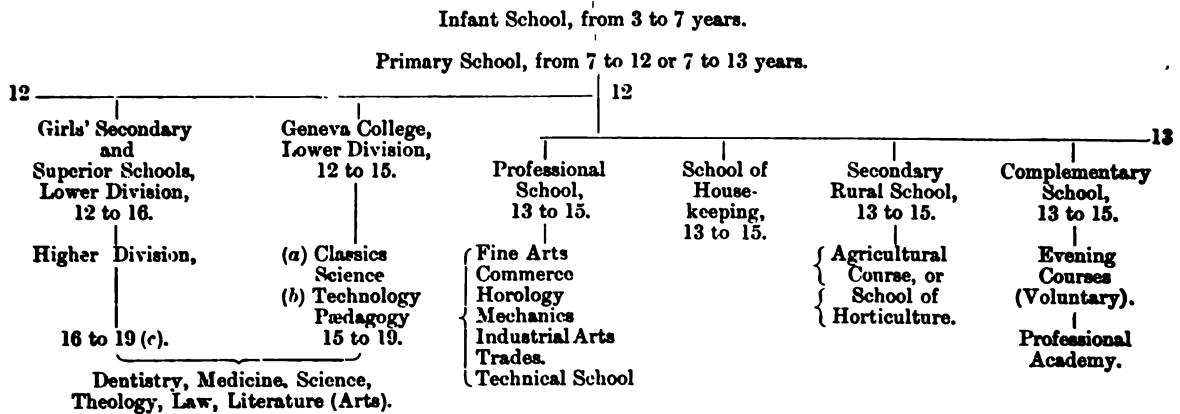 Infant School, from 3 to 7 years.
Primary School, from 7 to 12 or 7 to 13 years.
12
12
Girls' Secondary
and
Superior Schools,
Lower Division,
12 to 16.
Higher Division,
16 to 19 (c).
Geneva College,
Lower Division,
12 to 15.
(a) Classics
Science
(b) Technology
Pædagogy
15 to 19.
Dentistry, Medicine, Science,
Theology, Law, Literature (Arts).
13
Professional
School,
13 to 15.
Fine Arts
Commerce
Horology
Mechanics
Industrial Arts
Trades.
Technical School
School of
House-
keeping,
13 to 15.
Secondary
Rural School,
13 to 15.
Agricultural
Course, or
School of
Horticulture.
Complementary
School,
13 to 15.
Evening
Courses
(Voluntary).
Professional
Academy.